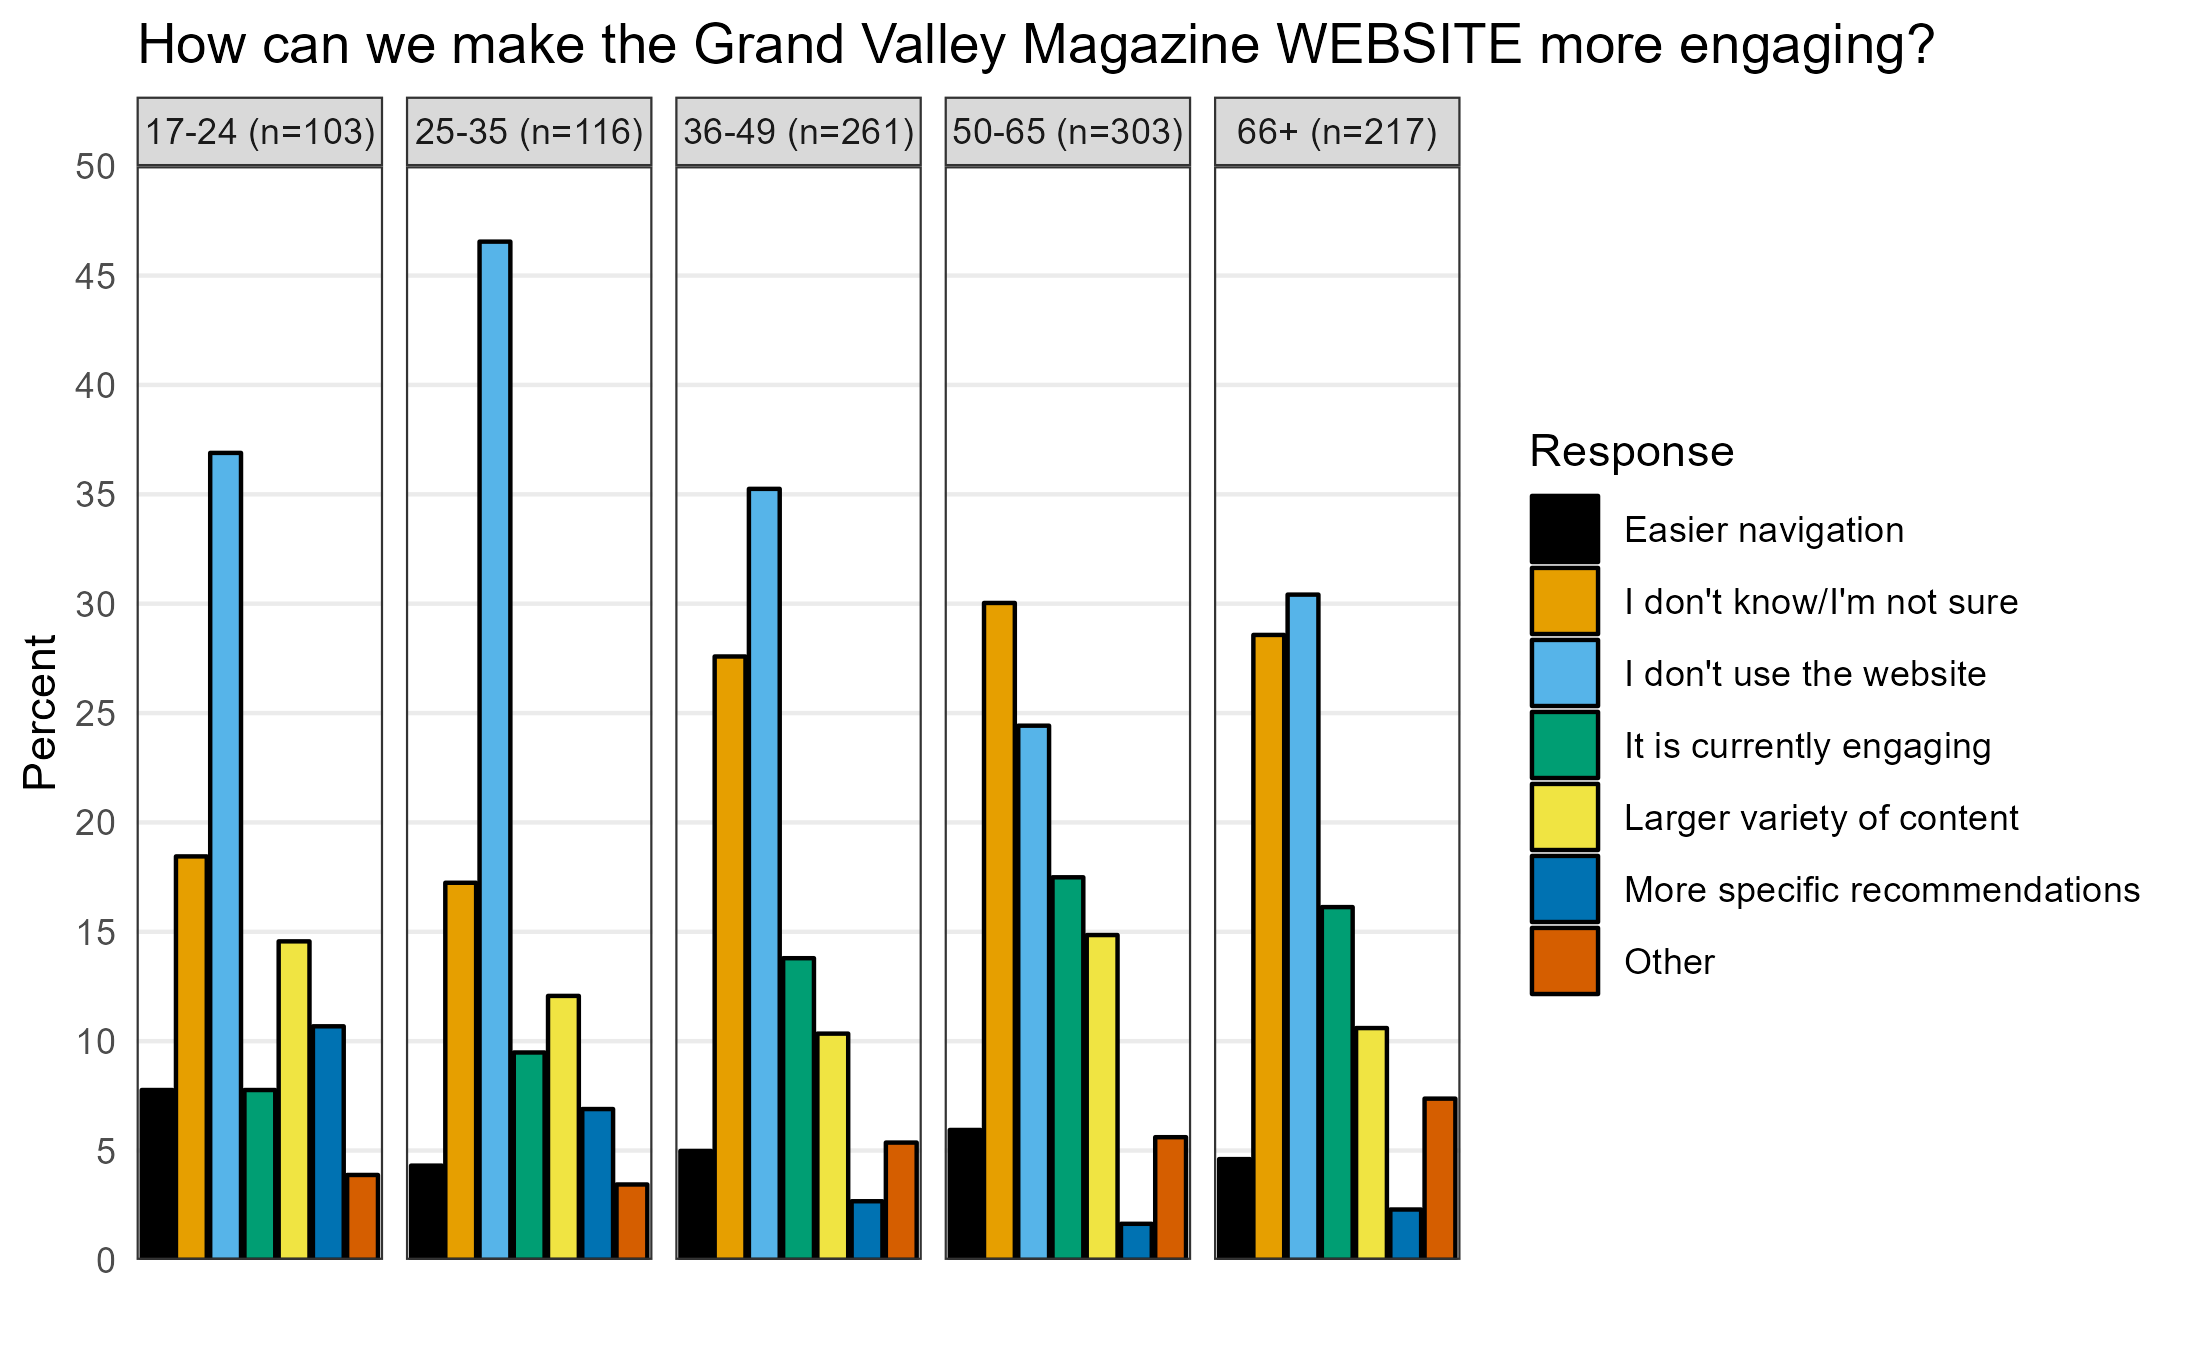 How can we make the Grand Valley Magazine WEBSITE more engaging?
17-24 (n=103) 25-35 (n=116) 36-49 (n=261) 50-65 (n=303) 66+ (n=217)
50
45
40
35
30
25
20
15
10
5
0
Percent
Response
Easier navigation
I don't know/I'm not sure
I don't use the website
It is currently engaging
Larger variety of content
More specific recommendations
Other